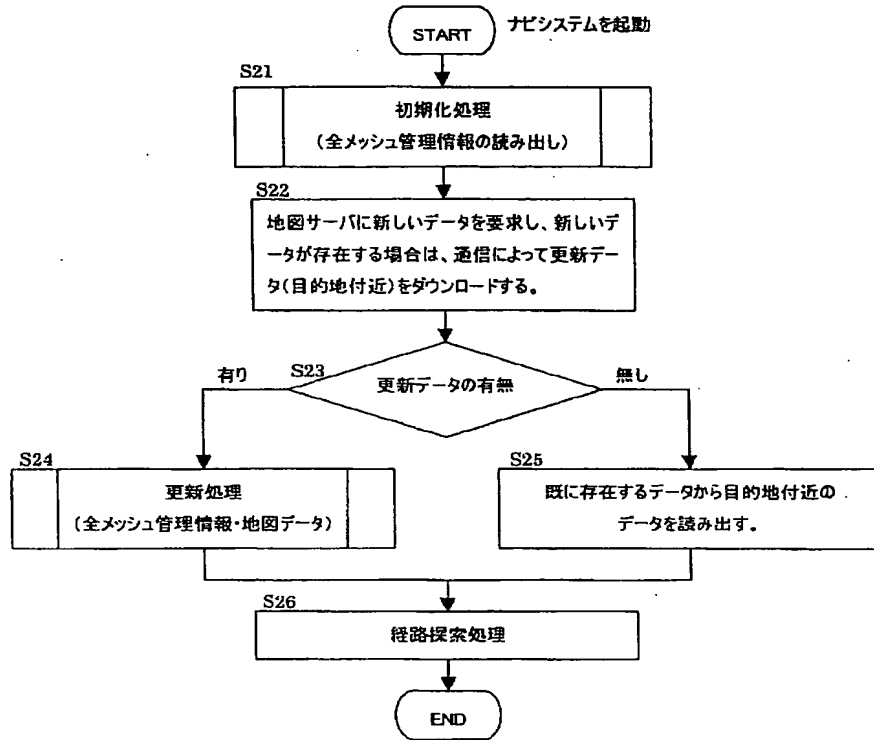 START
ナビシステムを起動
S21
初期化処理
(全メッシュ管理情報の読み出し)
S22
地図サーバに新しいデータを要求し、新しいデ
ータが存在する場合は、通信によって更新デー
タ(目的地付近)をダウンロードする。
S23
有り
更新データの有無
無し
S24
更新処理
(全メッシュ管理情報・地図データ)
S25
既に存在するデータから目的地付近の
データを読み出す。
S26
経路探索処理
END